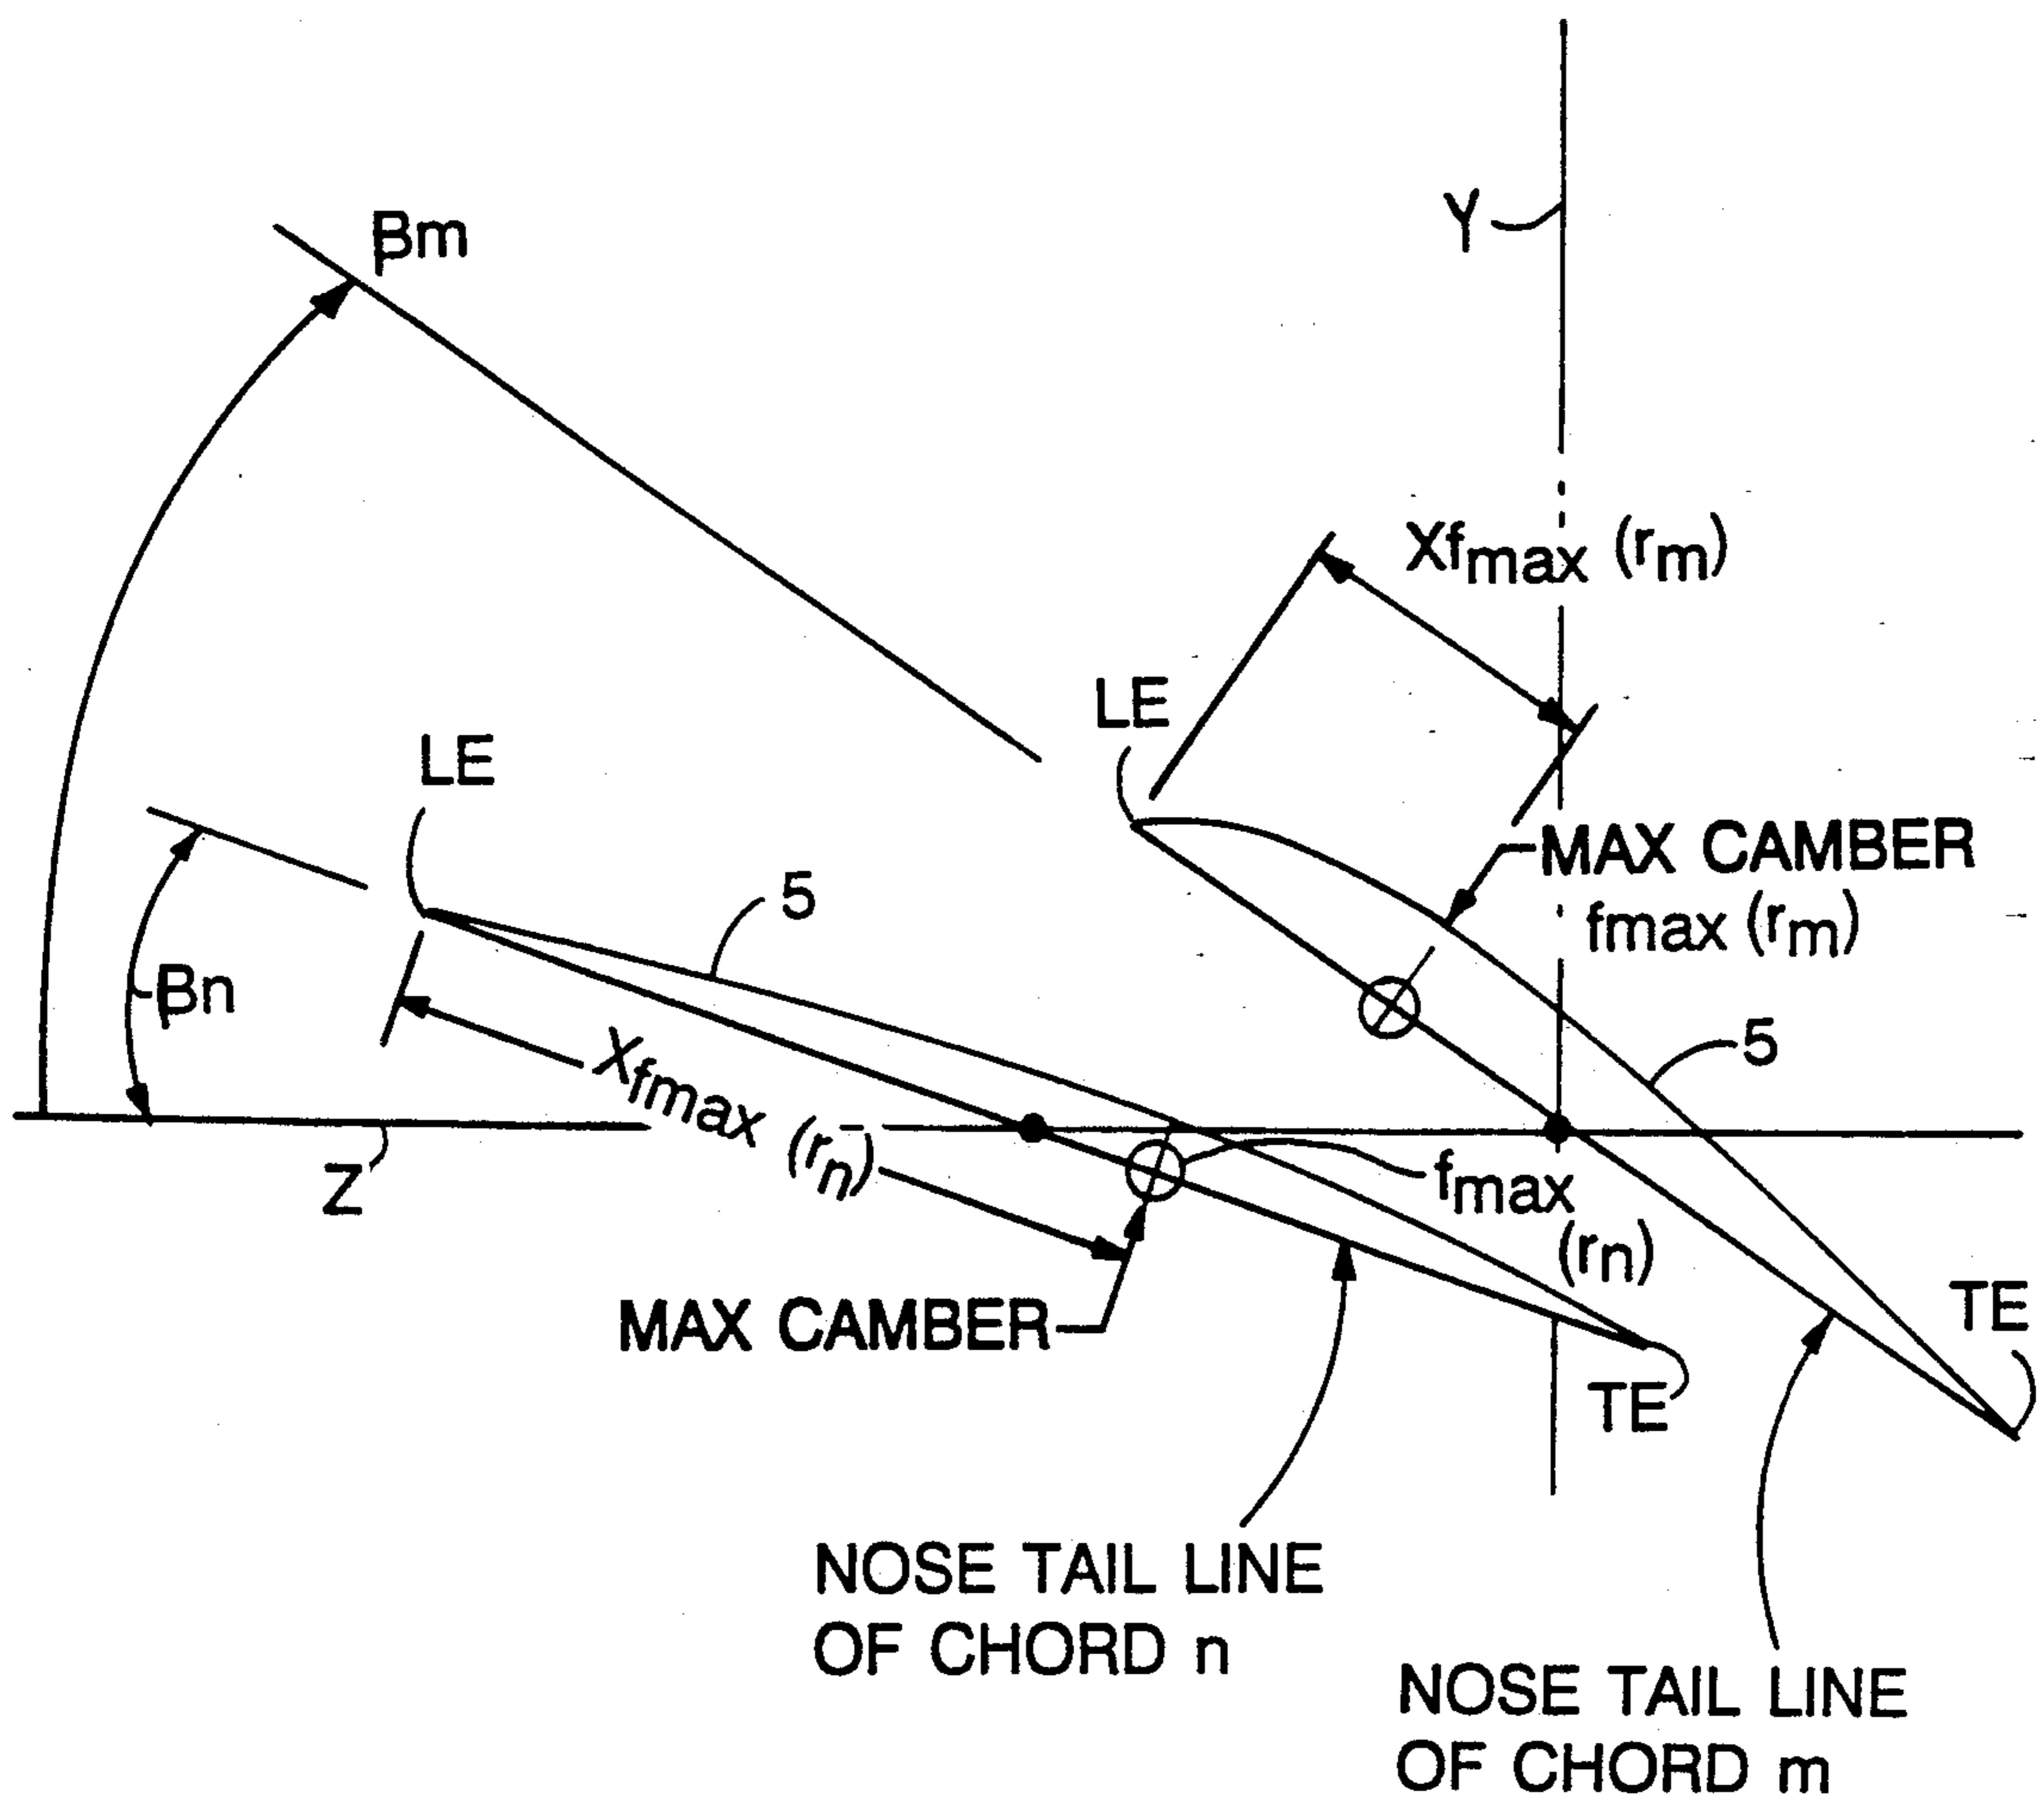 βm
Y
Xfmax (rm)
LE
LE
MAX CAMBER
fmax (rm)
5
βn
5
Xfmax (rn)
Z
fmax
(rn)
MAX CAMBER
TE
TE
NOSE TAIL LINE
OF CHORD n
NOSE TAIL LINE
OF CHORD m